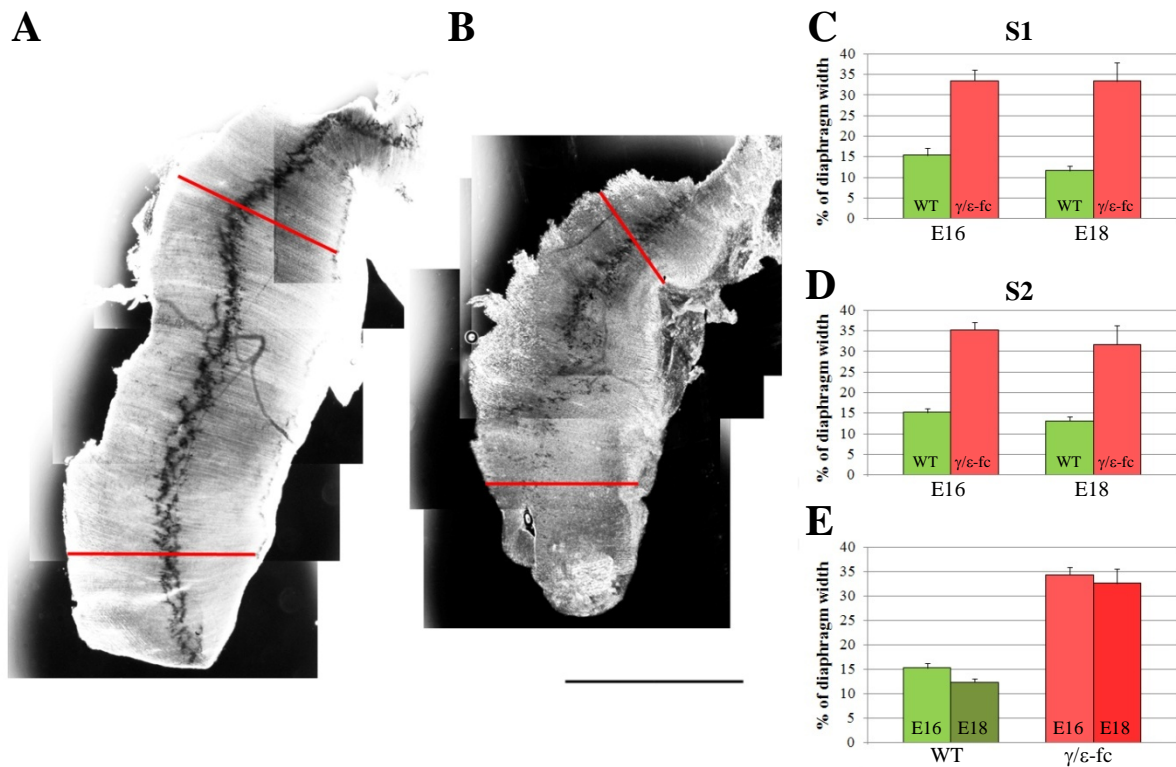 A
B
C
S1
% of diaphragm width
40
35
30
25
20
15
10
5
0
WT
γ/ε-fc
WT
γ/ε-fc
E16
E18
D
S2
% of diaphragm width
40
35
30
25
20
15
10
5
0
WT
γ/ε-fc
WT
γ/ε-fc
E16
E18
E
% of diaphragm width
40
35
30
25
20
15
10
5
0
E16
E18
E16
E18
WT
γ/ε-fc